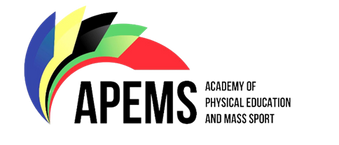 APEMS
ACADEMY OF
PHYSICAL EDUCATION
AND MASS SPORT